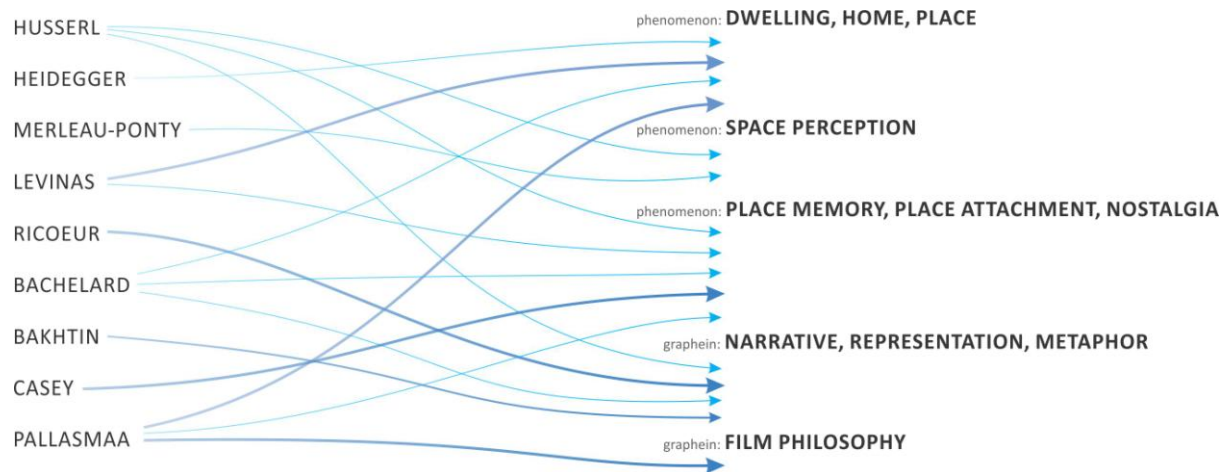 HUSSERL
HEIDEGGER
MERLEAU-PONTY
LEVINAS
RICOEUR
BACHELARD
BAKHTIN
CASEY
PALLASMAA
phenomenon: DWELLING, HOME, PLACE
phenomenon: SPACE PERCEPTION
phenomenon: PLACE MEMORY, PLACE ATTACHMENT, NOSTALGIA
graphein: NARRATIVE, REPRESENTATION, METAPHOR
graphein: FILM PHILOSOPHY